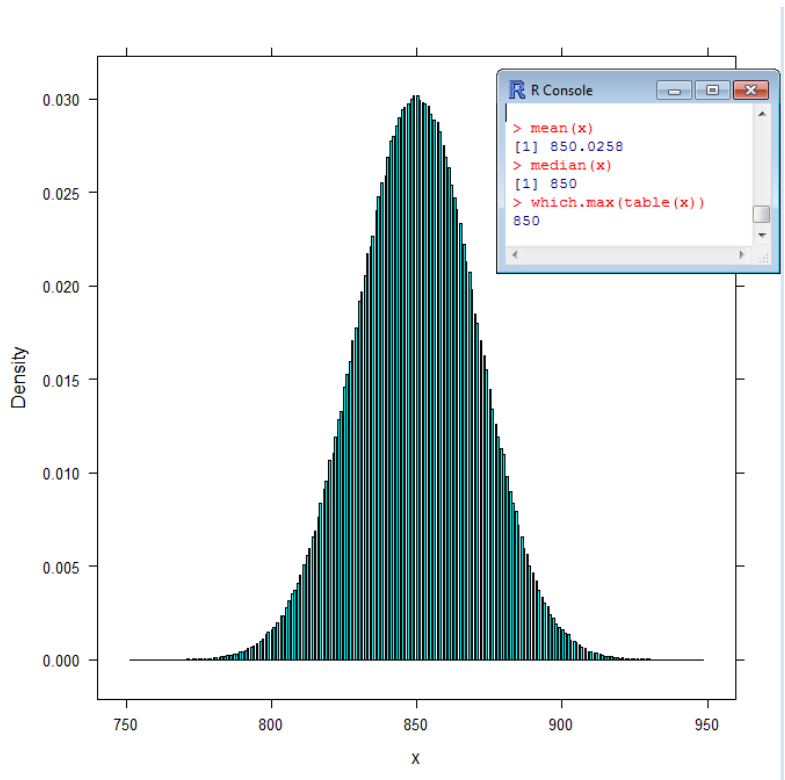 0.030
0.025
0.020
0.015
0.010
0.005
0.000
Density
750 800 850 900 950
x
R R Console
> mean(x)
[1] 850.0258
> median(x)
[1] 850
> which.max(table(x))
850